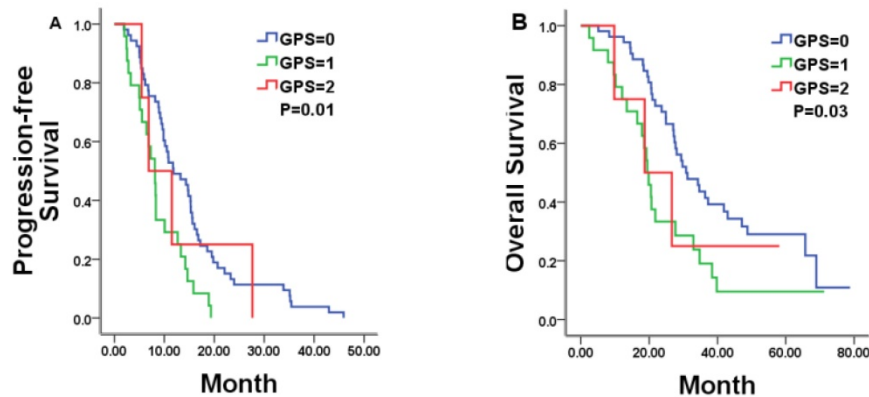 A
GPS=0
GPS=1
GPS=2
P=0.01
Progression-free
Survival
1.0
0.8
0.6
0.4
0.2
0.0
0.00 10.00 20.00 30.00 40.00 50.00
Month
B
GPS=0
GPS=1
GPS=2
P=0.03
Overall Survival
1.0
0.8
0.6
0.4
0.2
0.0
0.00 20.00 40.00 60.00 80.00
Month